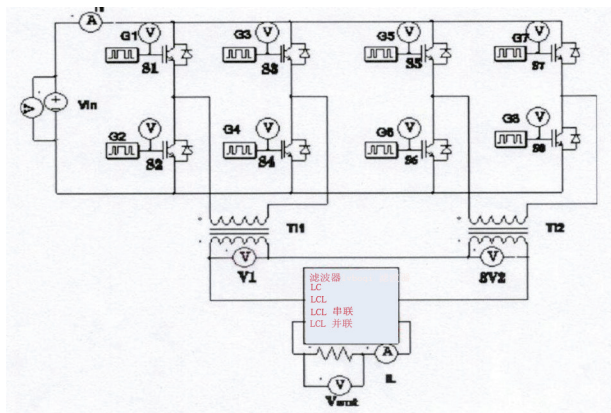 G1
V
G3
V
G5
V
G7
V
A
S1
S3
S5
S7
V
Vin
G2
V
G4
V
G6
V
G8
V
S2
S4
S6
S8
TI1
TI2
V
V1
V
SV2
滤波器
LC
LCL
LCL 串联
LCL 并联
A
IL
V
Vout